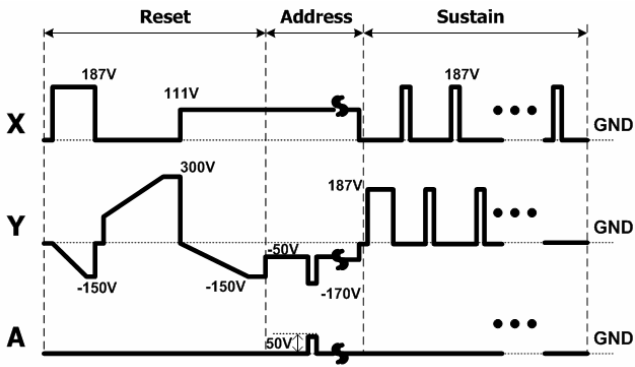 Reset Address Sustain
187V
111V
187V
X
GND
300V
187V
Y
GND
-50V
-150V
-150V
-170V
A
50V
GND